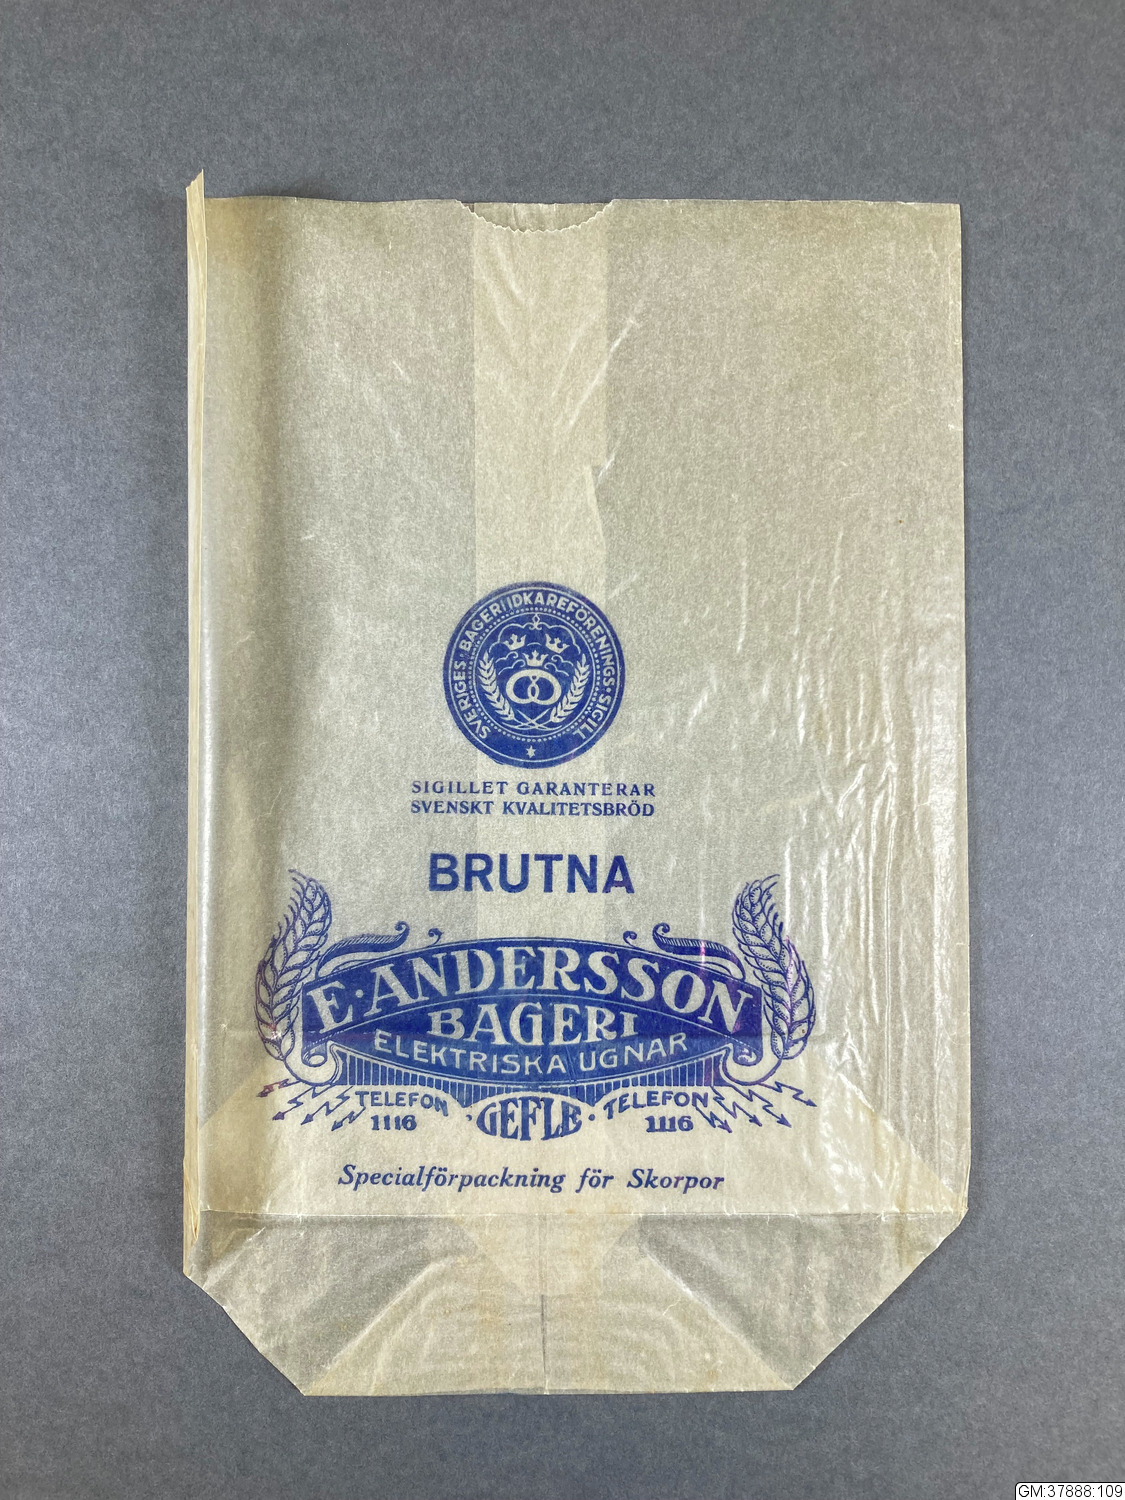 SVERIGES · BAGERIIDKAREFÖRENINGS · SIGILL
SIGILLET GARANTERAR
SVENSKT KVALITETSBRÖD
BRUTNA
E·ANDERSSON
BAGERI
ELEKTRISKA UGNAR
TELEFON 1116
·GEFLE·
TELEFON 1116
Specialförpackning för Skorpor
GM:37888:109